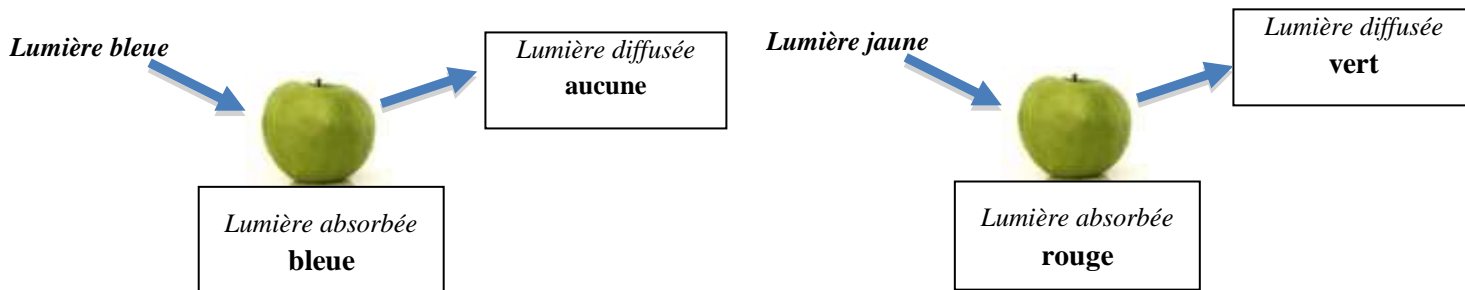 Lumière bleue
Lumière diffusée
aucune
Lumière absorbée
bleue
Lumière jaune
Lumière diffusée
vert
Lumière absorbée
rouge